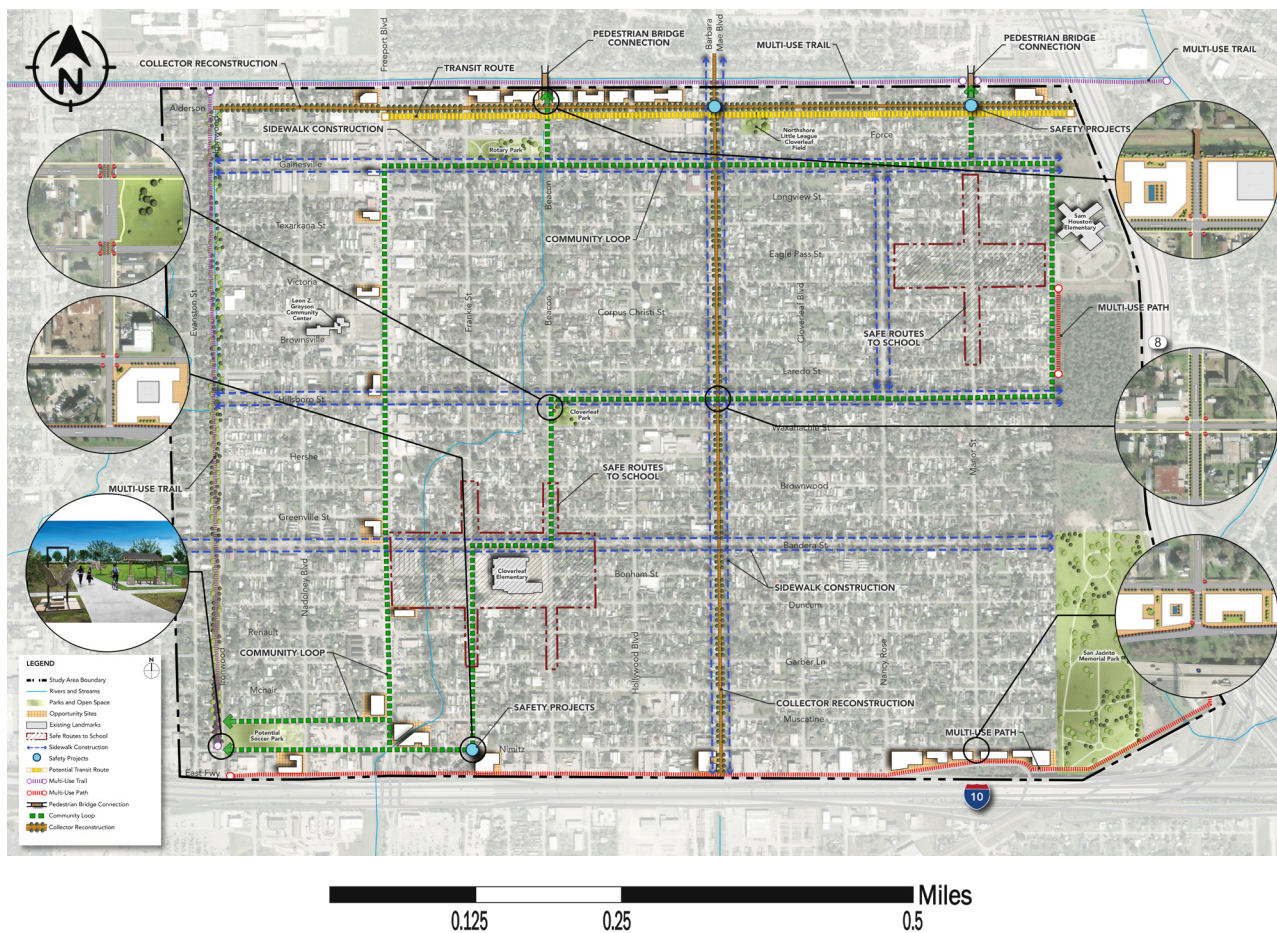 Freeport Blvd
Barbara
Mae Blvd
PEDESTRIAN BRIDGE
CONNECTION
PEDESTRIAN BRIDGE
CONNECTION
MULTI-USE TRAIL
MULTI-USE TRAIL
COLLECTOR RECONSTRUCTION
TRANSIT ROUTE
N
Alderson
SIDEWALK CONSTRUCTION
Northshore
Little League
Cloverleaf
Field
Force
SAFETY PROJECTS
Rotary Park
Gainesville
Beacon
Longview St
Texarkana St
Sam
Houston
Elementary
COMMUNITY LOOP
Eagle Pass St
Victoria
Evanston St
Leon Z.
Grayson
Community
Center
Frankie St
Beacon
Corpus Christi St
Cloverleaf Blvd
MULTI-USE PATH
Brownsville
SAFE ROUTES
TO SCHOOL
8
Laredo St
Hillsboro St
Cloverleaf
Park
Waxahachie St
Hershe
Manor St
SAFE ROUTES
TO SCHOOL
Brownwood
MULTI-USE TRAIL
Greenville St
Bandera St
Nadolney Blvd
Cloverleaf
Elementary
Bonham St
SIDEWALK CONSTRUCTION
Duncum
Renault
Hollywood Blvd
Nancy Rose
COMMUNITY LOOP
Garber Ln
San Jacinto
Memorial Park
Ironwood
Mcnair
COLLECTOR RECONSTRUCTION
SAFETY PROJECTS
Muscatine
Potential
Soccer Park
MULTI-USE PATH
Nimitz
East Fwy
10
LEGEND
N
Study Area Boundary
Rivers and Streams
Parks and Open Space
Opportunity Sites
Existing Landmarks
Safe Routes to School
Sidewalk Construction
Safety Projects
Potential Transit Route
Multi-Use Trail
Multi-Use Path
Pedestrian Bridge Connection
Community Loop
Collector Reconstruction
Miles
0.125
0.25
0.5